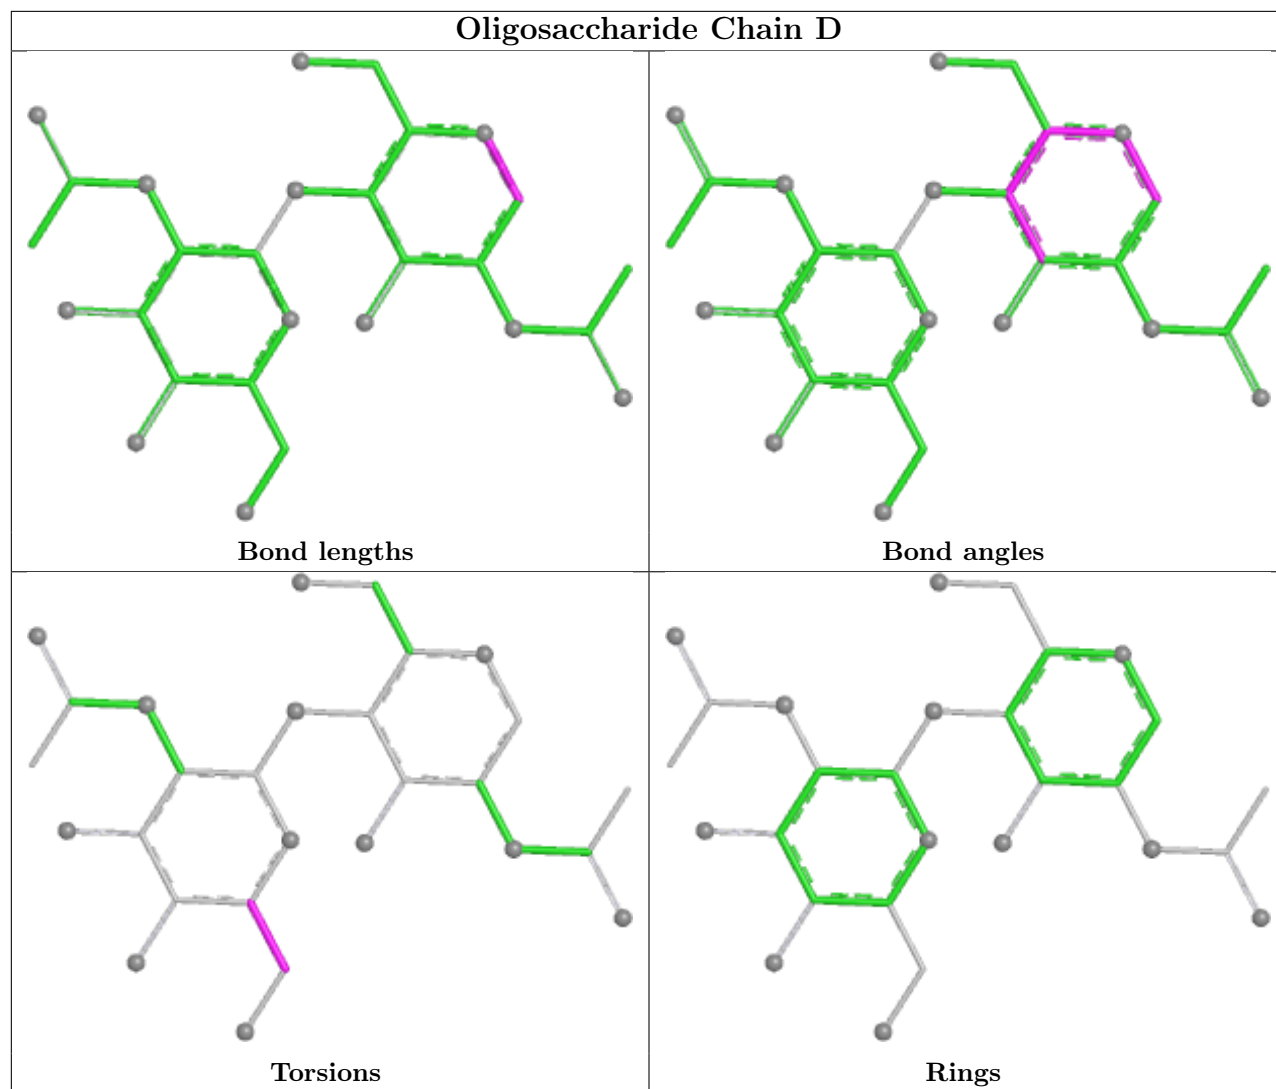 Oligosaccharide Chain D
Bond lengths
Bond angles
Torsions
Rings